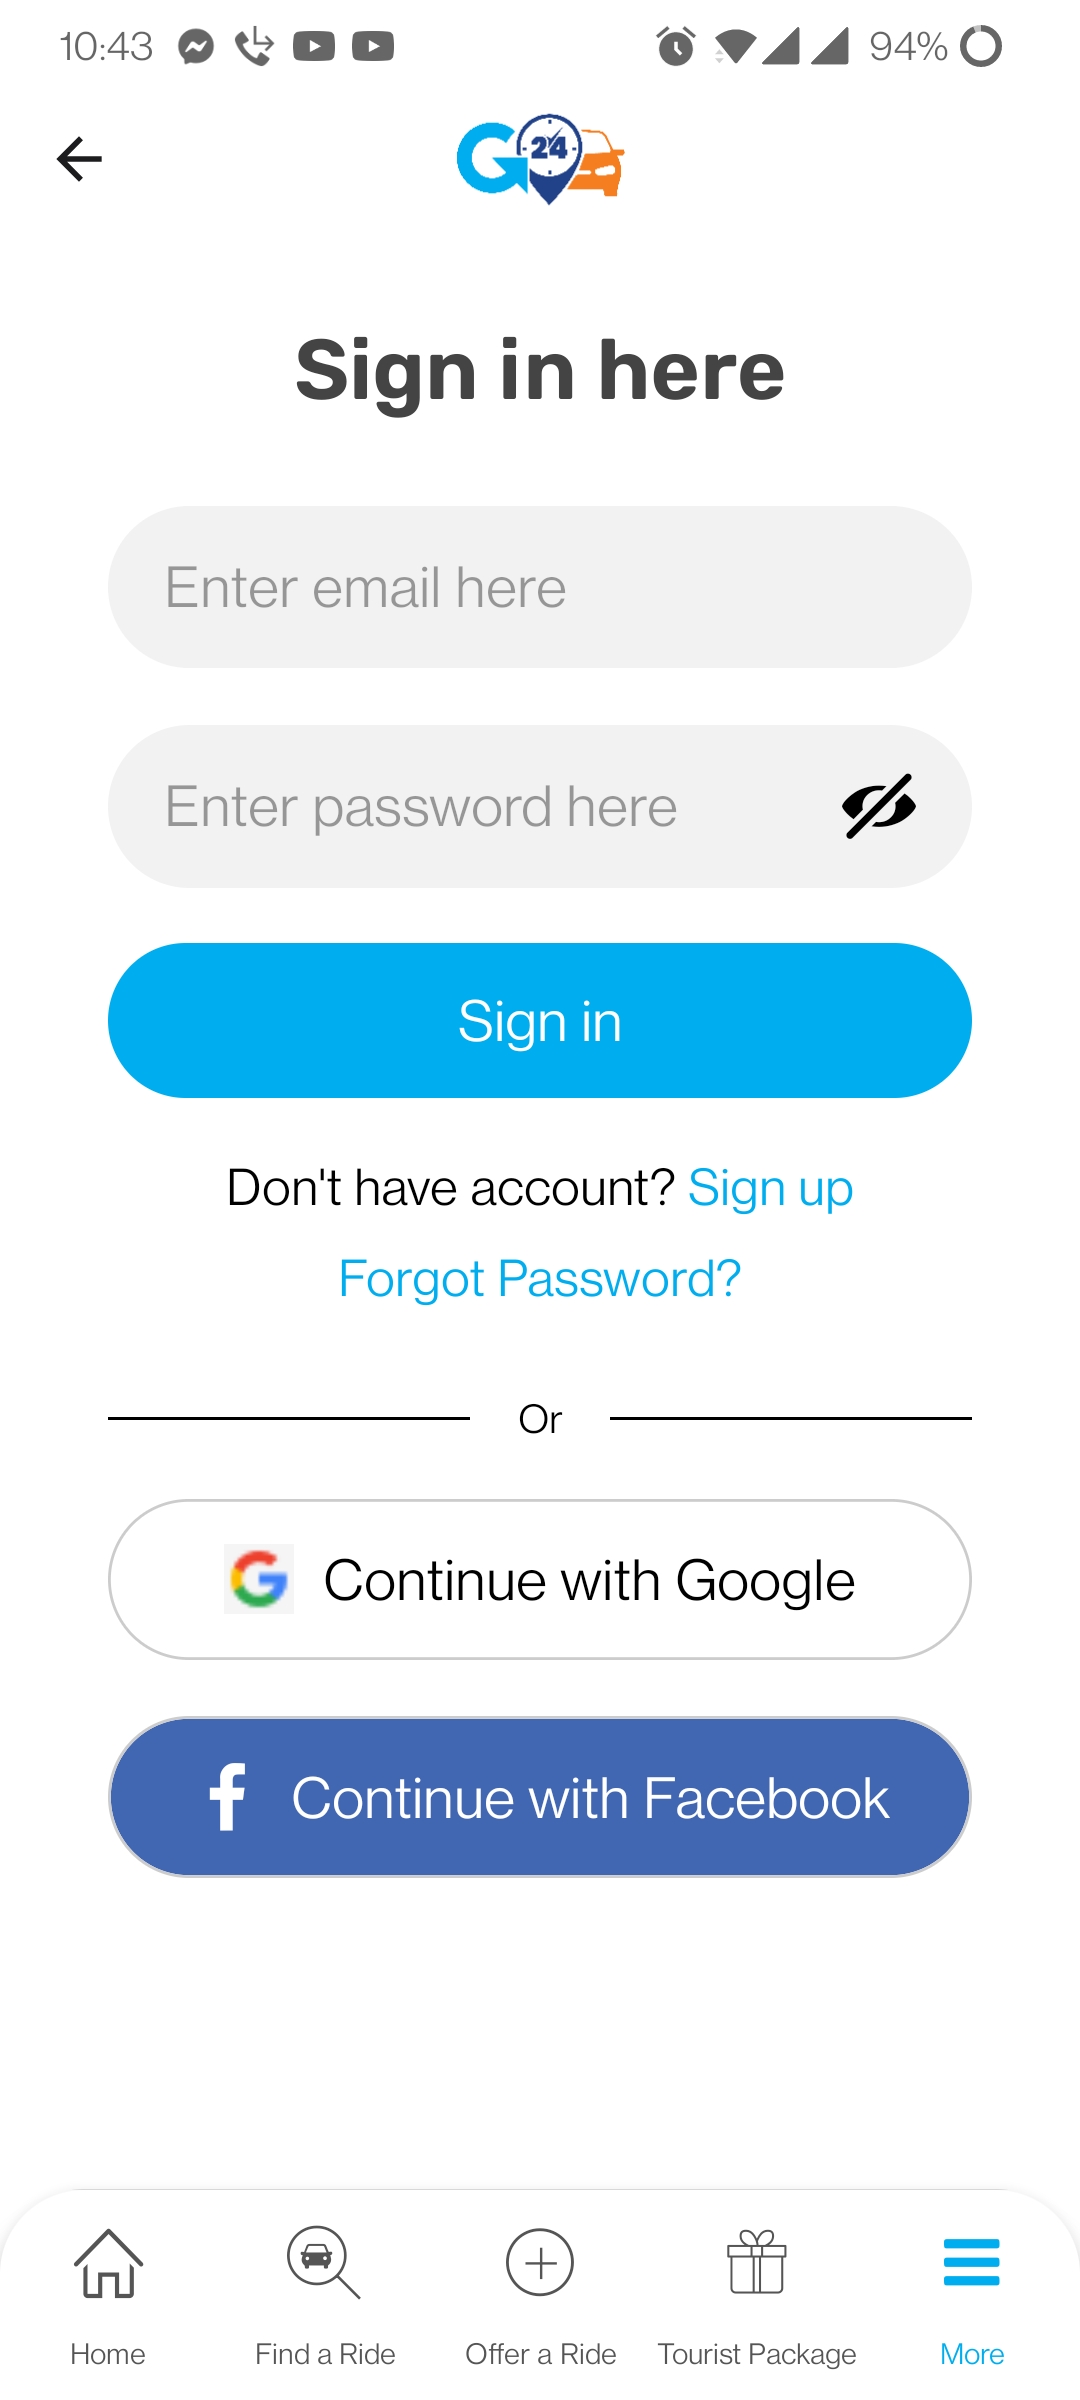 10:43 94%
G 24
Sign in here
Enter email here
Enter password here
Sign in
Don't have account? Sign up
Forgot Password?
Or
Continue with Google
Continue with Facebook
Home Find a Ride Offer a Ride Tourist Package More